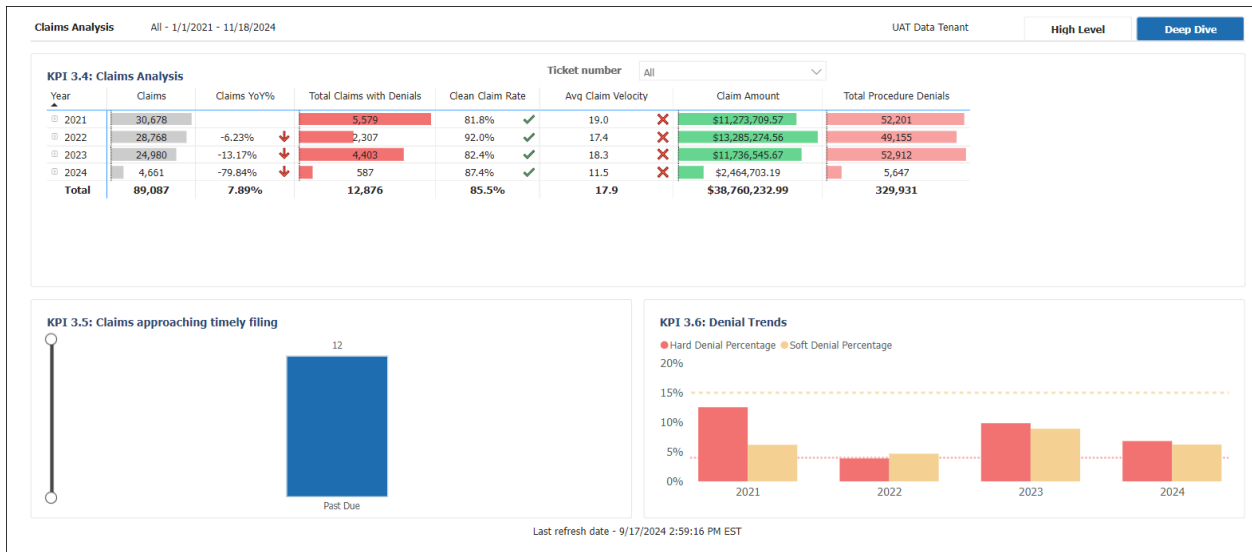 Claims Analysis All - 1/1/2021 - 11/18/2024 UAT Data Tenant High Level Deep Dive
KPI 3.4: Claims Analysis Ticket number All
Year Claims Claims YoY% Total Claims with Denials Clean Claim Rate Avg Claim Velocity Claim Amount Total Procedure Denials
2021 30,678 5,579 81.8% 19.0 $11,273,709.57 52,201
2022 28,768 -6.23% 2,307 92.0% 17.4 $13,285,274.56 49,155
2023 24,980 -13.17% 4,403 82.4% 18.3 $11,736,545.67 52,912
2024 4,661 -79.84% 587 87.4% 11.5 $2,464,703.19 5,647
Total 89,087 7.89% 12,876 85.5% 17.9 $38,760,232.99 329,931
KPI 3.5: Claims approaching timely filing
12
Past Due
KPI 3.6: Denial Trends
Hard Denial Percentage Soft Denial Percentage
20%
15%
10%
5%
0%
2021 2022 2023 2024
Last refresh date - 9/17/2024 2:59:16 PM EST